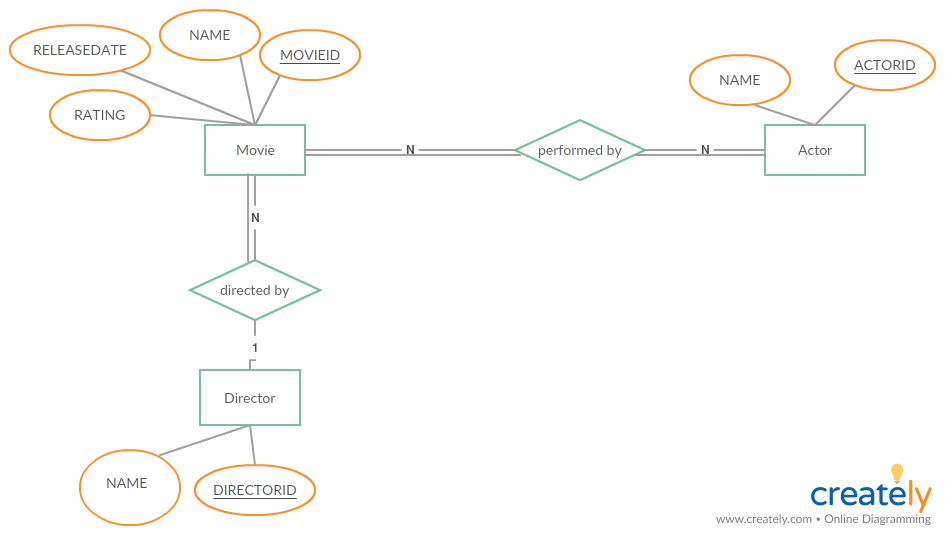 RELEASEDATE
NAME
MOVIEID
RATING
NAME
ACTORID
Movie
N
performed by
N
Actor
N
directed by
1
Director
NAME
DIRECTORID
creately
www.creately.com • Online Diagramming